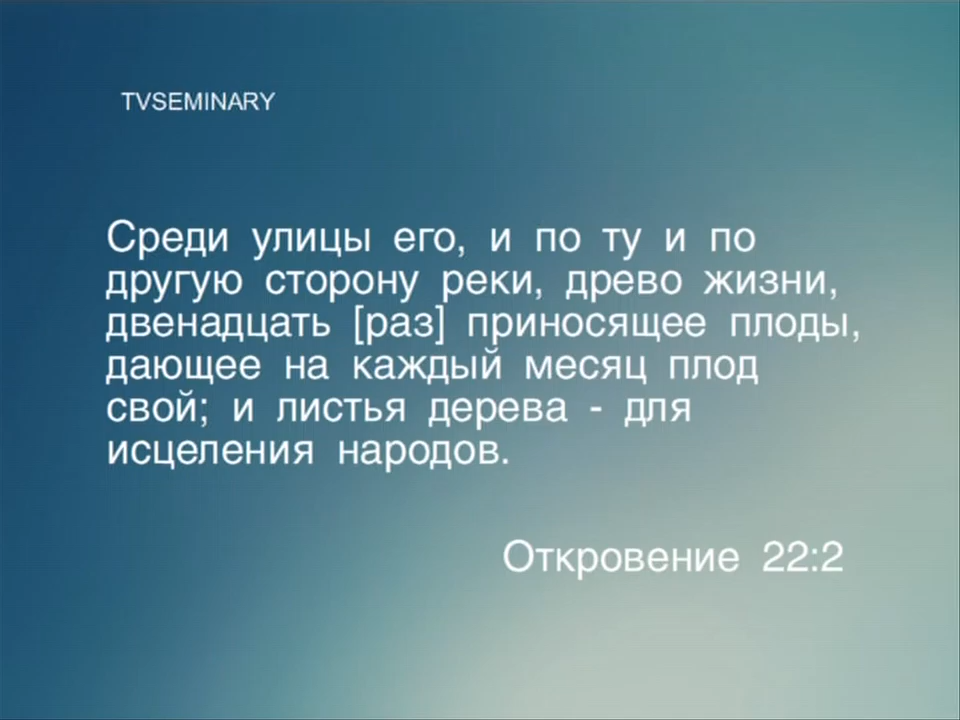 TVSEMINARY
Среди улицы его, и по ту и по
другую сторону реки, древо жизни,
двенадцать [раз] приносящее плоды,
дающее на каждый месяц плод
свой; и листья дерева - для
исцеления народов.
Откровение 22:2